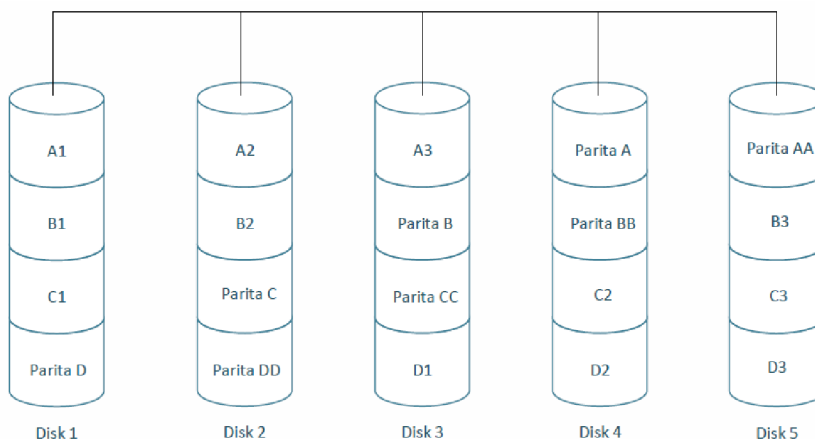 A1
A2
A3
Parita A
Parita AA
B1
B2
Parita B
Parita BB
B3
C1
Parita C
Parita CC
C2
C3
Parita D
Parita DD
D1
D2
D3
Disk 1
Disk 2
Disk 3
Disk 4
Disk 5